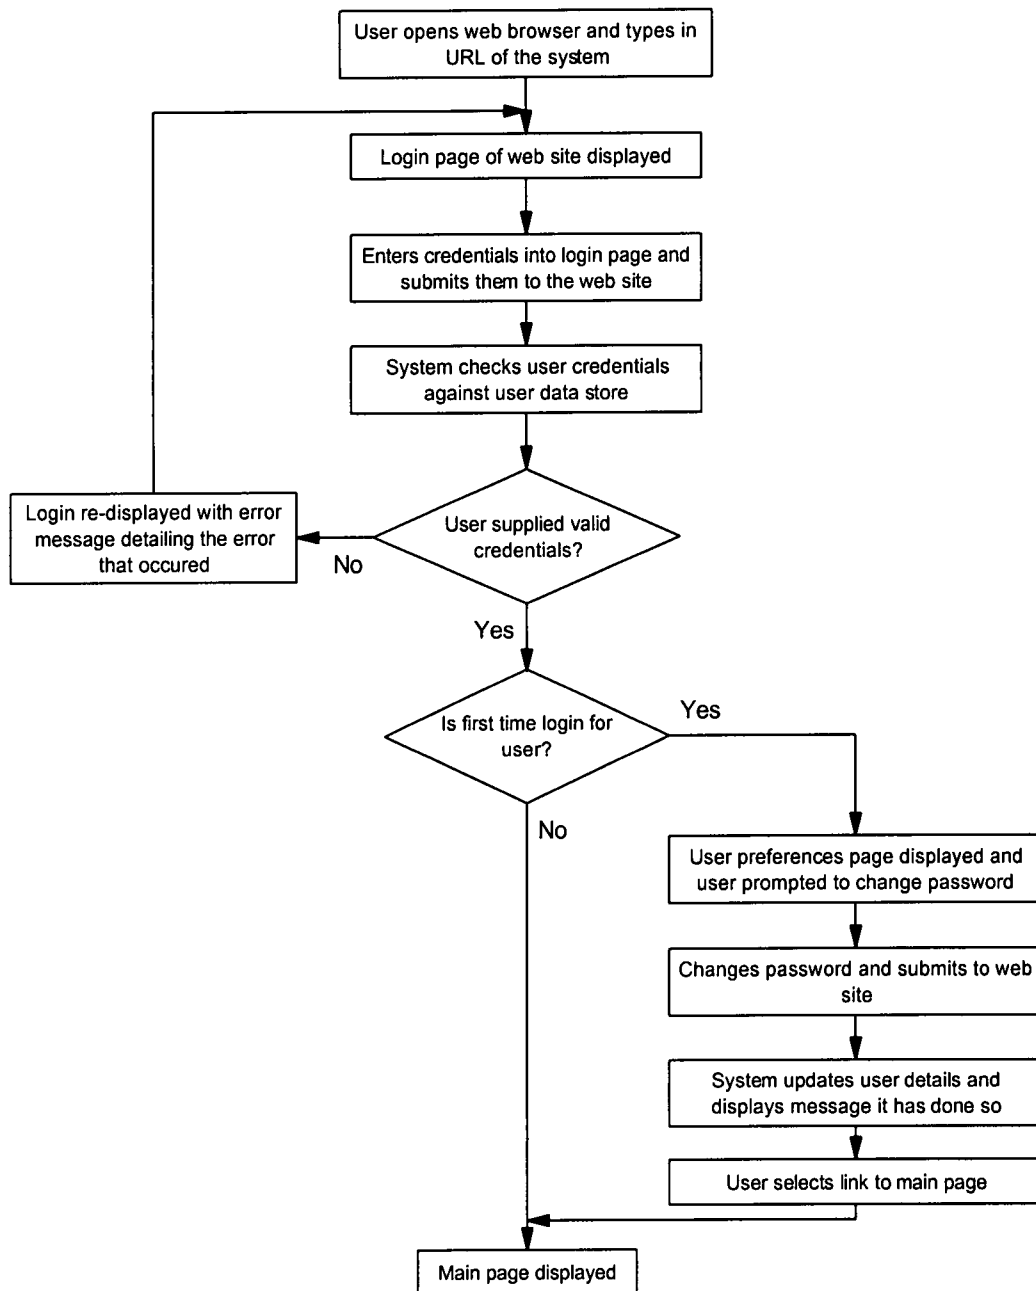 User opens web browser and types in
URL of the system
Login page of web site displayed
Enters credentials into login page and
submits them to the web site
System checks user credentials
against user data store
User supplied valid
credentials?
No
Login re-displayed with error
message detailing the error
that occured
Yes
Is first time login for
user?
Yes
No
User preferences page displayed and
user prompted to change password
Changes password and submits to web
site
System updates user details and
displays message it has done so
User selects link to main page
Main page displayed